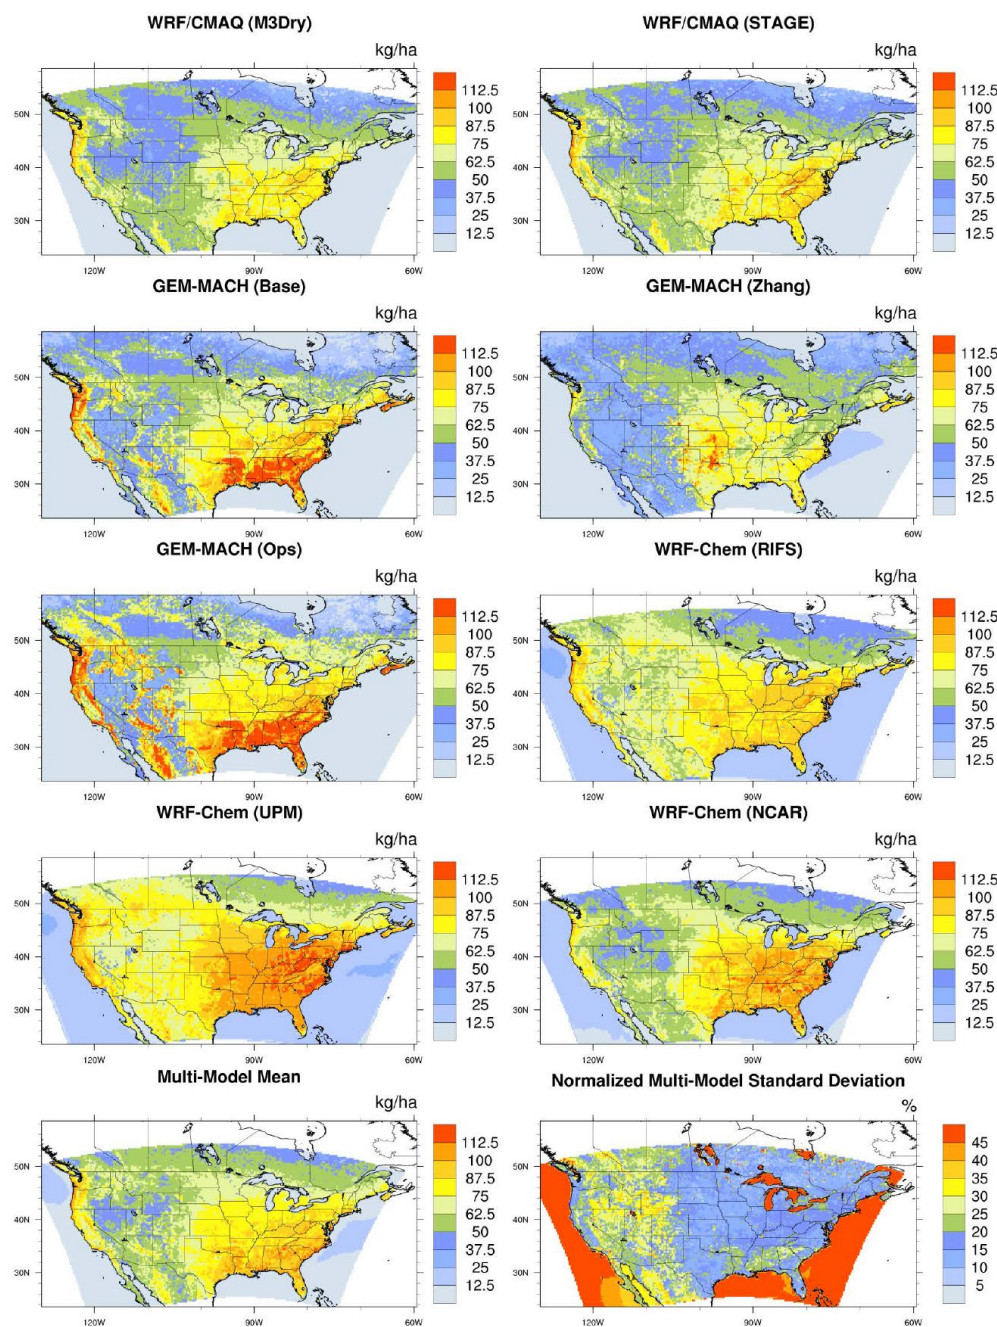 WRF/CMAQ (M3Dry)
kg/ha
50N
40N
30N
120W
90W
60W
112.5
100
87.5
75
62.5
50
37.5
25
12.5
WRF/CMAQ (STAGE)
kg/ha
50N
40N
30N
120W
90W
60W
112.5
100
87.5
75
62.5
50
37.5
25
12.5
GEM-MACH (Base)
kg/ha
50N
40N
30N
120W
90W
60W
112.5
100
87.5
75
62.5
50
37.5
25
12.5
GEM-MACH (Zhang)
kg/ha
50N
40N
30N
120W
90W
60W
112.5
100
87.5
75
62.5
50
37.5
25
12.5
GEM-MACH (Ops)
kg/ha
50N
40N
30N
120W
90W
60W
112.5
100
87.5
75
62.5
50
37.5
25
12.5
WRF-Chem (RIFS)
kg/ha
50N
40N
30N
120W
90W
60W
112.5
100
87.5
75
62.5
50
37.5
25
12.5
WRF-Chem (UPM)
kg/ha
50N
40N
30N
120W
90W
60W
112.5
100
87.5
75
62.5
50
37.5
25
12.5
WRF-Chem (NCAR)
kg/ha
50N
40N
30N
120W
90W
60W
112.5
100
87.5
75
62.5
50
37.5
25
12.5
Multi-Model Mean
kg/ha
50N
40N
30N
120W
90W
60W
112.5
100
87.5
75
62.5
50
37.5
25
12.5
Normalized Multi-Model Standard Deviation
%
50N
40N
30N
120W
90W
60W
45
40
35
30
25
20
15
10
5